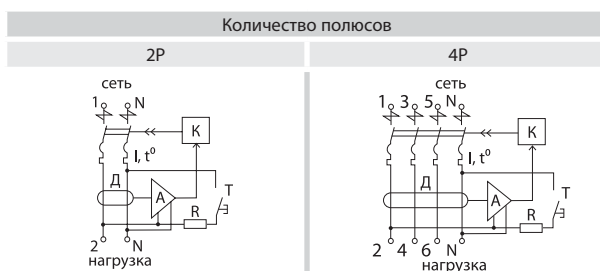 Количество полюсов
2P 4P
сеть сеть
1 N 1 3 5 N
К К
I, t⁰ I, t⁰
Д Т Д Т
А А
R R
2 N 2 4 6 N
нагрузка нагрузка